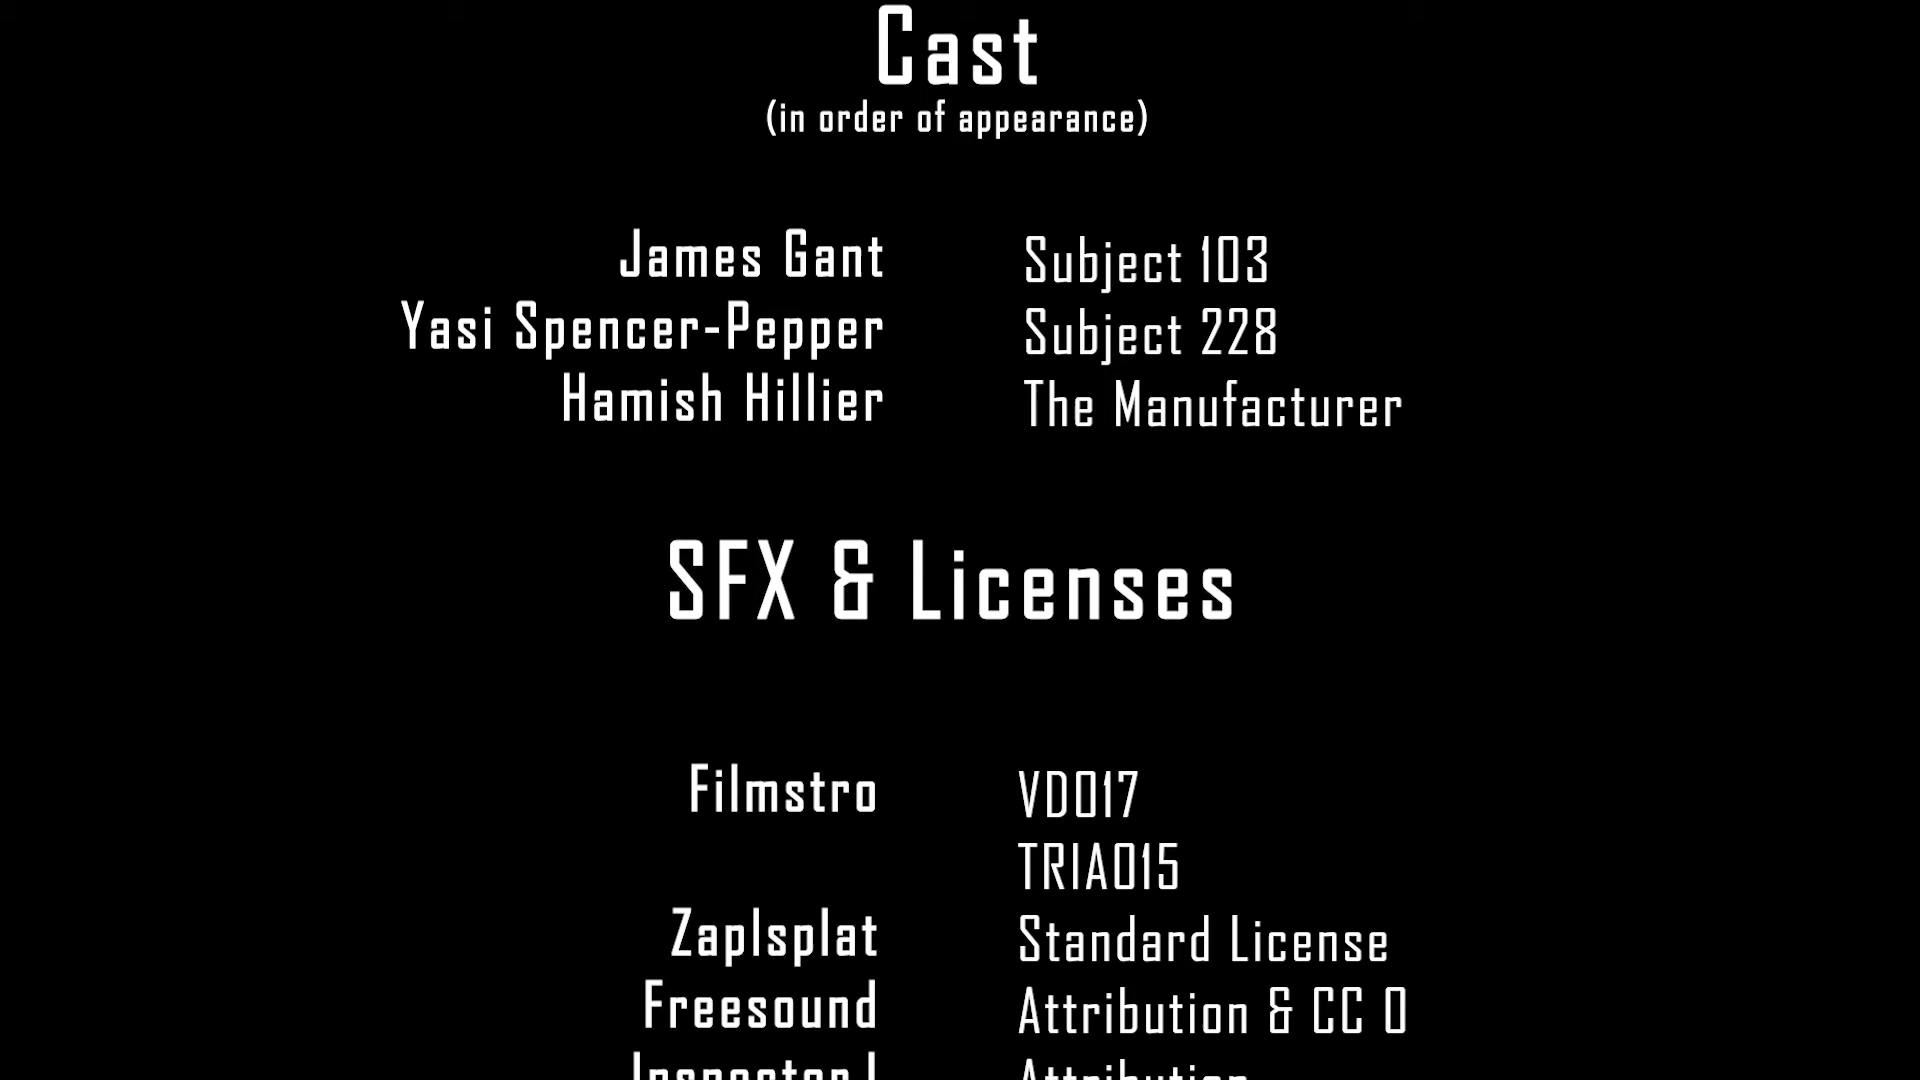 Cast
(in order of appearance)
James Gant Subject 103
Yasi Spencer-Pepper Subject 228
Hamish Hillier The Manufacturer
SFX & Licenses
Filmstro VD017
TRIA015
Zaplsplat Standard License
Freesound Attribution & CC 0
Attribution